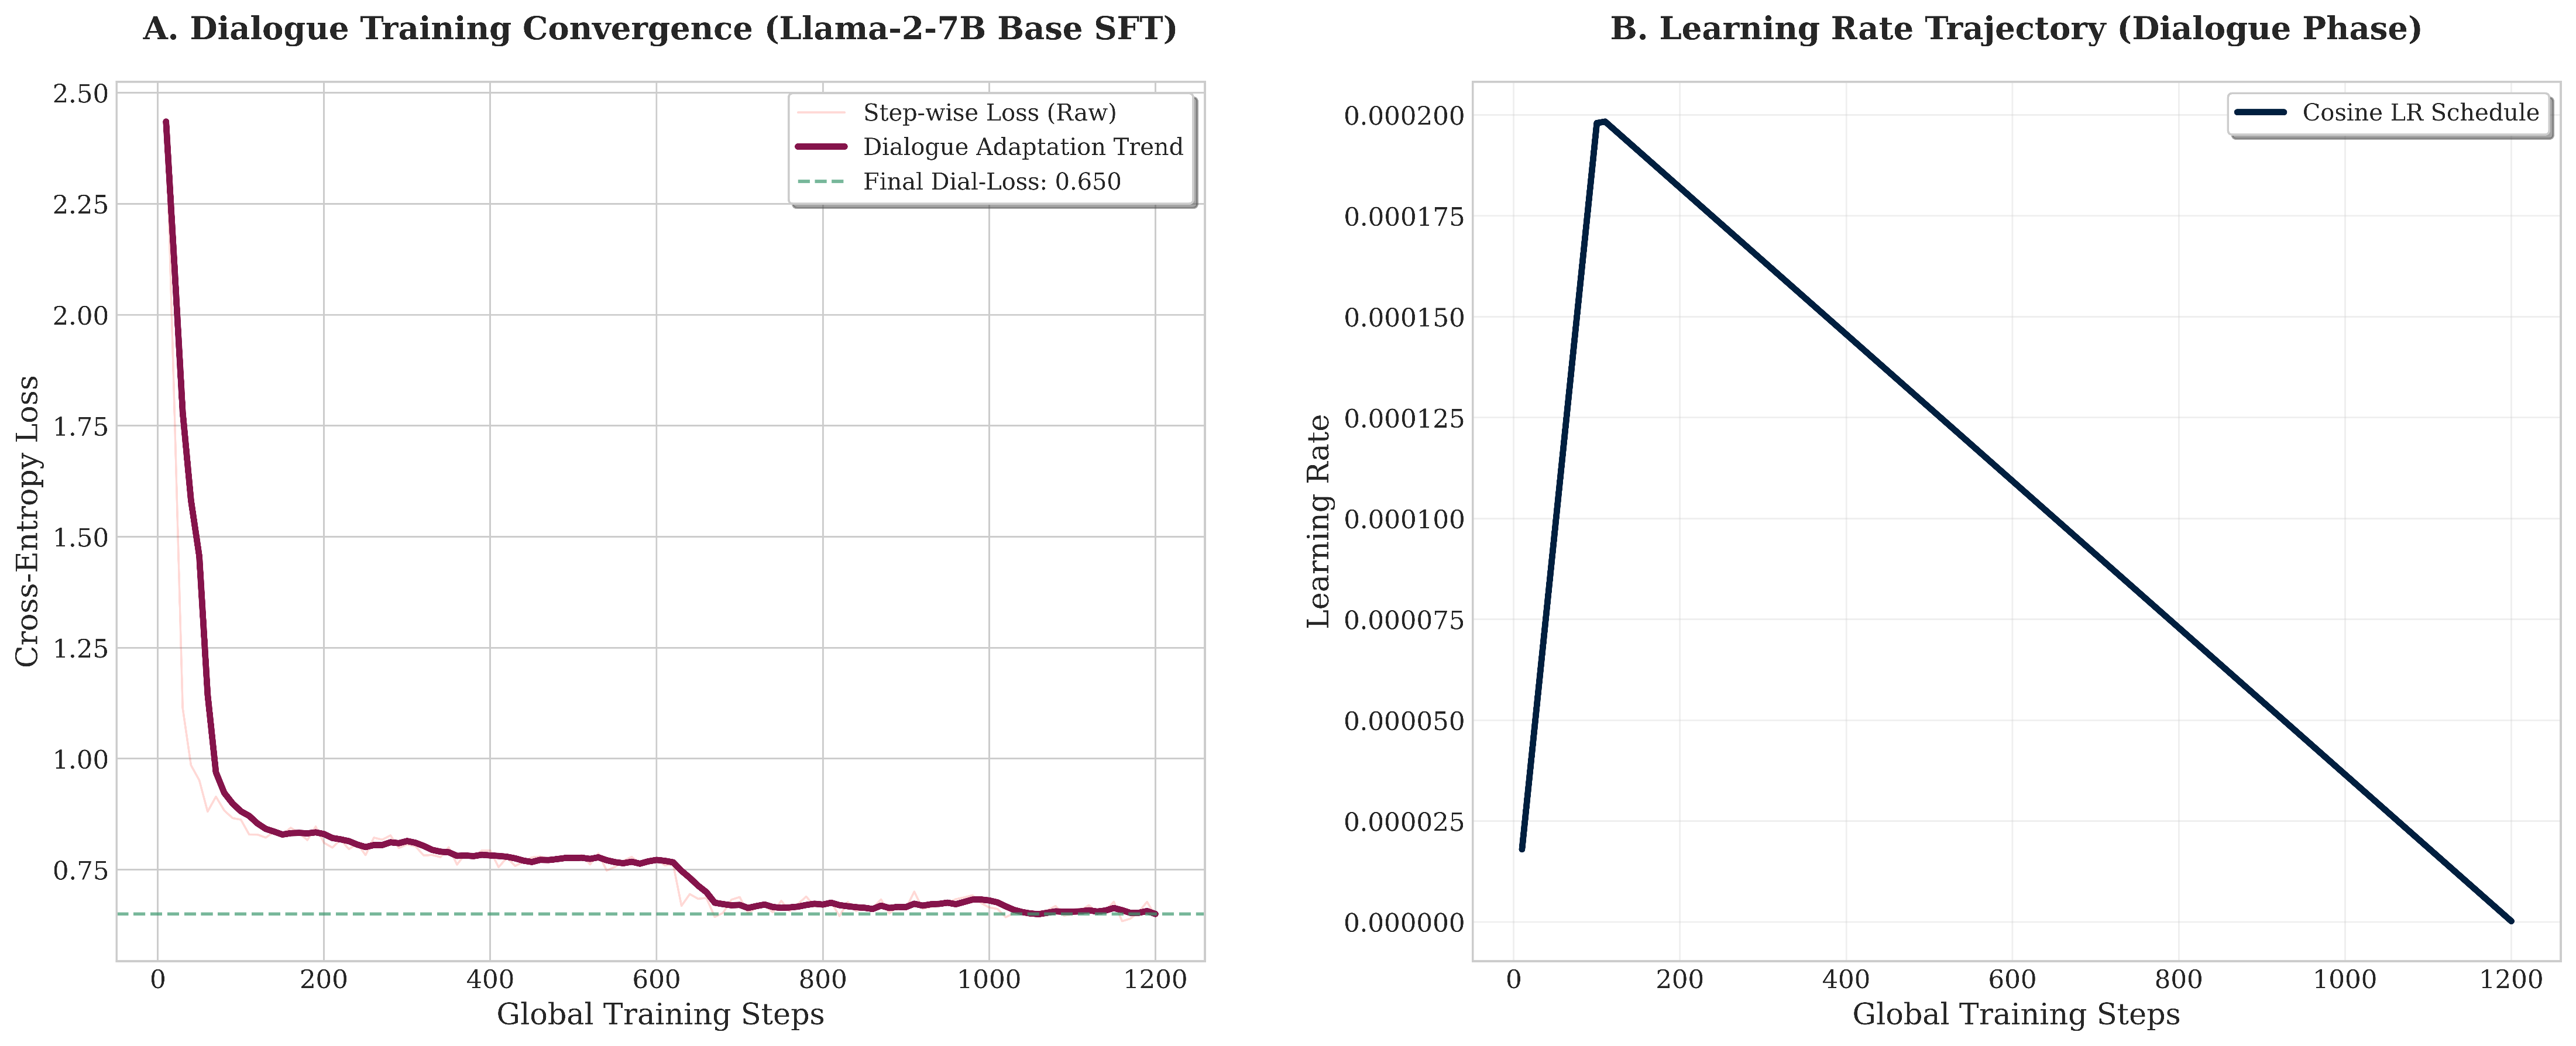 A. Dialogue Training Convergence (Llama-2-7B Base SFT)
2.50
2.25
2.00
1.75
1.50
1.25
1.00
0.75
Cross-Entropy Loss
Step-wise Loss (Raw)
Dialogue Adaptation Trend
Final Dial-Loss: 0.650
0 200 400 600 800 1000 1200
Global Training Steps
B. Learning Rate Trajectory (Dialogue Phase)
0.000200
0.000175
0.000150
0.000125
0.000100
0.000075
0.000050
0.000025
0.000000
Learning Rate
Cosine LR Schedule
0 200 400 600 800 1000 1200
Global Training Steps